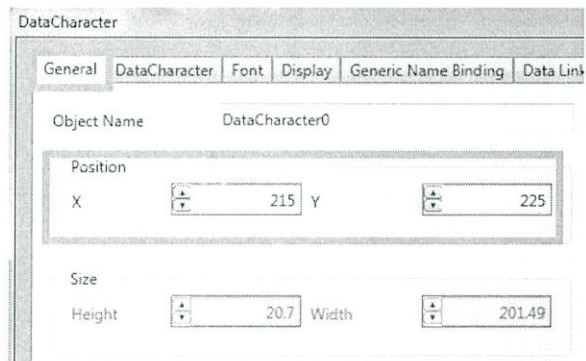 DataCharacter
General DataCharacter Font Display Generic Name Binding Data Link
Object Name DataCharacter0
Position
X 215 Y 225
Size
Height 20.7 Width 201.49